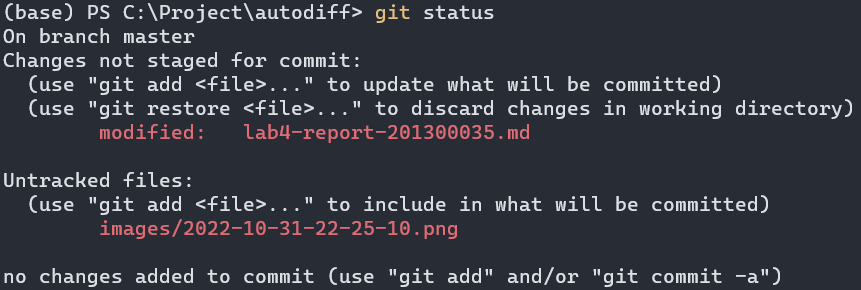 (base) PS C:\Project\autodiff> git status
On branch master
Changes not staged for commit:
  (use "git add <file>..." to update what will be committed)
  (use "git restore <file>..." to discard changes in working directory)
        modified:   lab4-report-201300035.md

Untracked files:
  (use "git add <file>..." to include in what will be committed)
        images/2022-10-31-22-25-10.png

no changes added to commit (use "git add" and/or "git commit -a")